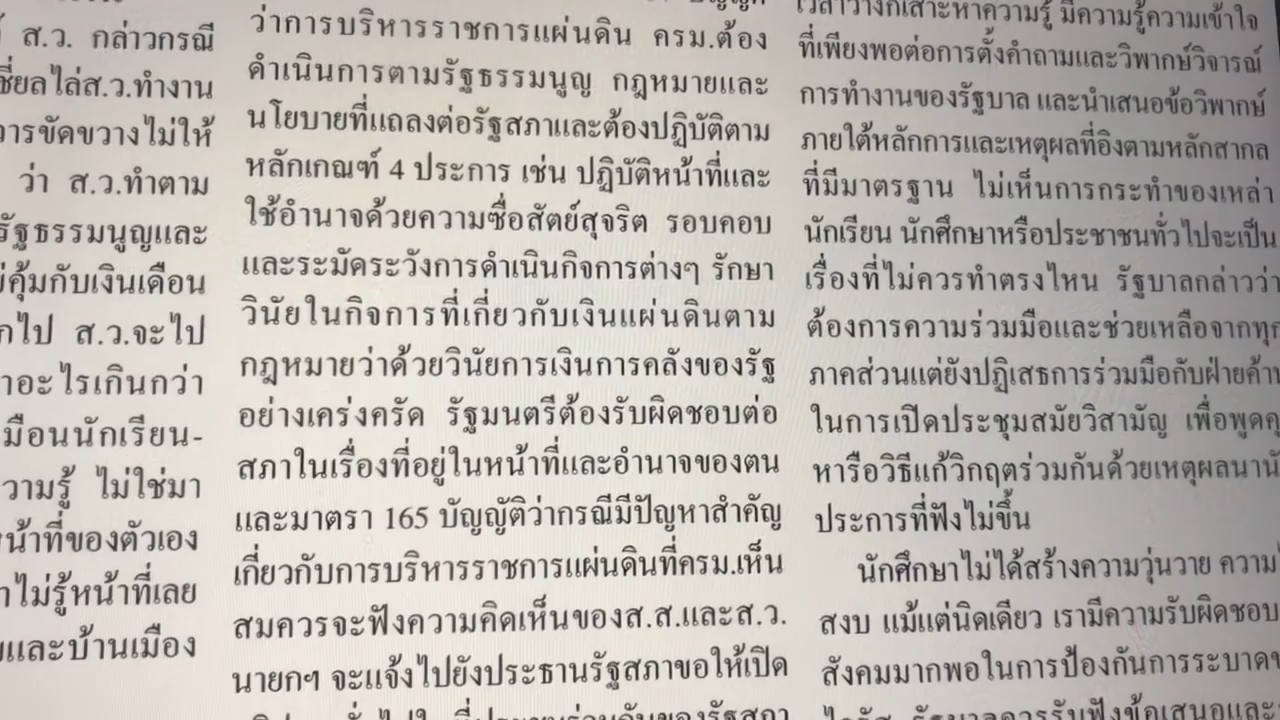 ส.ว. กล่าวกรณี
ไล่ส.ว.ทำงาน
ขัดขวางไม่ให้
ว่า ส.ว.ทำตาม
รัฐธรรมนูญและ
คุ้มกับเงินเดือน
ไป ส.ว.จะไป
อะไรเกินกว่า
นักเรียน-
ไม่ใช่มา
หน้าที่ของตัวเอง
ไม่รู้หน้าที่เลย
และบ้านเมือง
ว่าการบริหารราชการแผ่นดิน ครม.ต้อง
ดำเนินการตามรัฐธรรมนูญ กฎหมายและ
นโยบายที่แถลงต่อรัฐสภาและต้องปฏิบัติตาม
หลักเกณฑ์ 4 ประการ เช่น ปฏิบัติหน้าที่และ
ใช้อำนาจด้วยความซื่อสัตย์สุจริต รอบคอบ
และระมัดระวังการดำเนินกิจการต่างๆ รักษา
วินัยในกิจการที่เกี่ยวกับเงินแผ่นดินตาม
กฎหมายว่าด้วยวินัยการเงินการคลังของรัฐ
อย่างเคร่งครัด รัฐมนตรีต้องรับผิดชอบต่อ
สภาในเรื่องที่อยู่ในหน้าที่และอำนาจของตน
และมาตรา 165 บัญญัติว่ากรณีมีปัญหาสำคัญ
เกี่ยวกับการบริหารราชการแผ่นดินที่ครม.เห็น
สมควรจะฟังความคิดเห็นของส.ส.และส.ว.
นายกฯ จะแจ้งไปยังประธานรัฐสภาขอให้เปิด
เวลาว่างก็เสาะหาความรู้ มีความรู้ความเข้าใจ
ที่เพียงพอต่อการตั้งคำถามและวิพากษ์วิจารณ์
การทำงานของรัฐบาล และนำเสนอข้อวิพากษ์
ภายใต้หลักการและเหตุผลที่อิงตามหลักสากล
ที่มีมาตรฐาน ไม่เห็นการกระทำของเหล่า
นักเรียน นักศึกษาหรือประชาชนทั่วไปจะเป็น
เรื่องที่ไม่ควรทำตรงไหน รัฐบาลกล่าวว่า
ต้องการความร่วมมือและช่วยเหลือจากทุก
ภาคส่วนแต่ยังปฏิเสธการร่วมมือกับฝ่ายค้าน
ในการเปิดประชุมสมัยวิสามัญ เพื่อพูดคุ
หารือวิธีแก้วิกฤตร่วมกันด้วยเหตุผลนานั
ประการที่ฟังไม่ขึ้น
นักศึกษาไม่ได้สร้างความวุ่นวาย ความ
สงบ แม้แต่นิดเดียว เรามีความรับผิดชอบ
สังคมมากพอในการป้องกันการระบาด